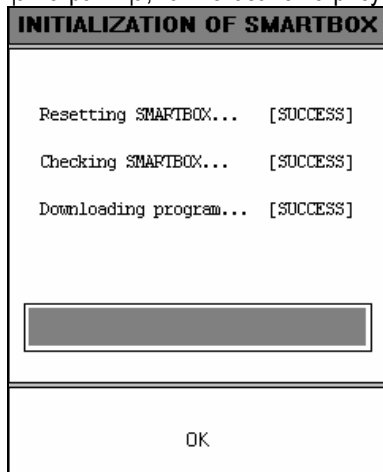 INITIALIZATION OF SMARTBOX
Resetting SMARTBOX... [SUCCESS]
Checking SMARTBOX... [SUCCESS]
Downloading program... [SUCCESS]
OK